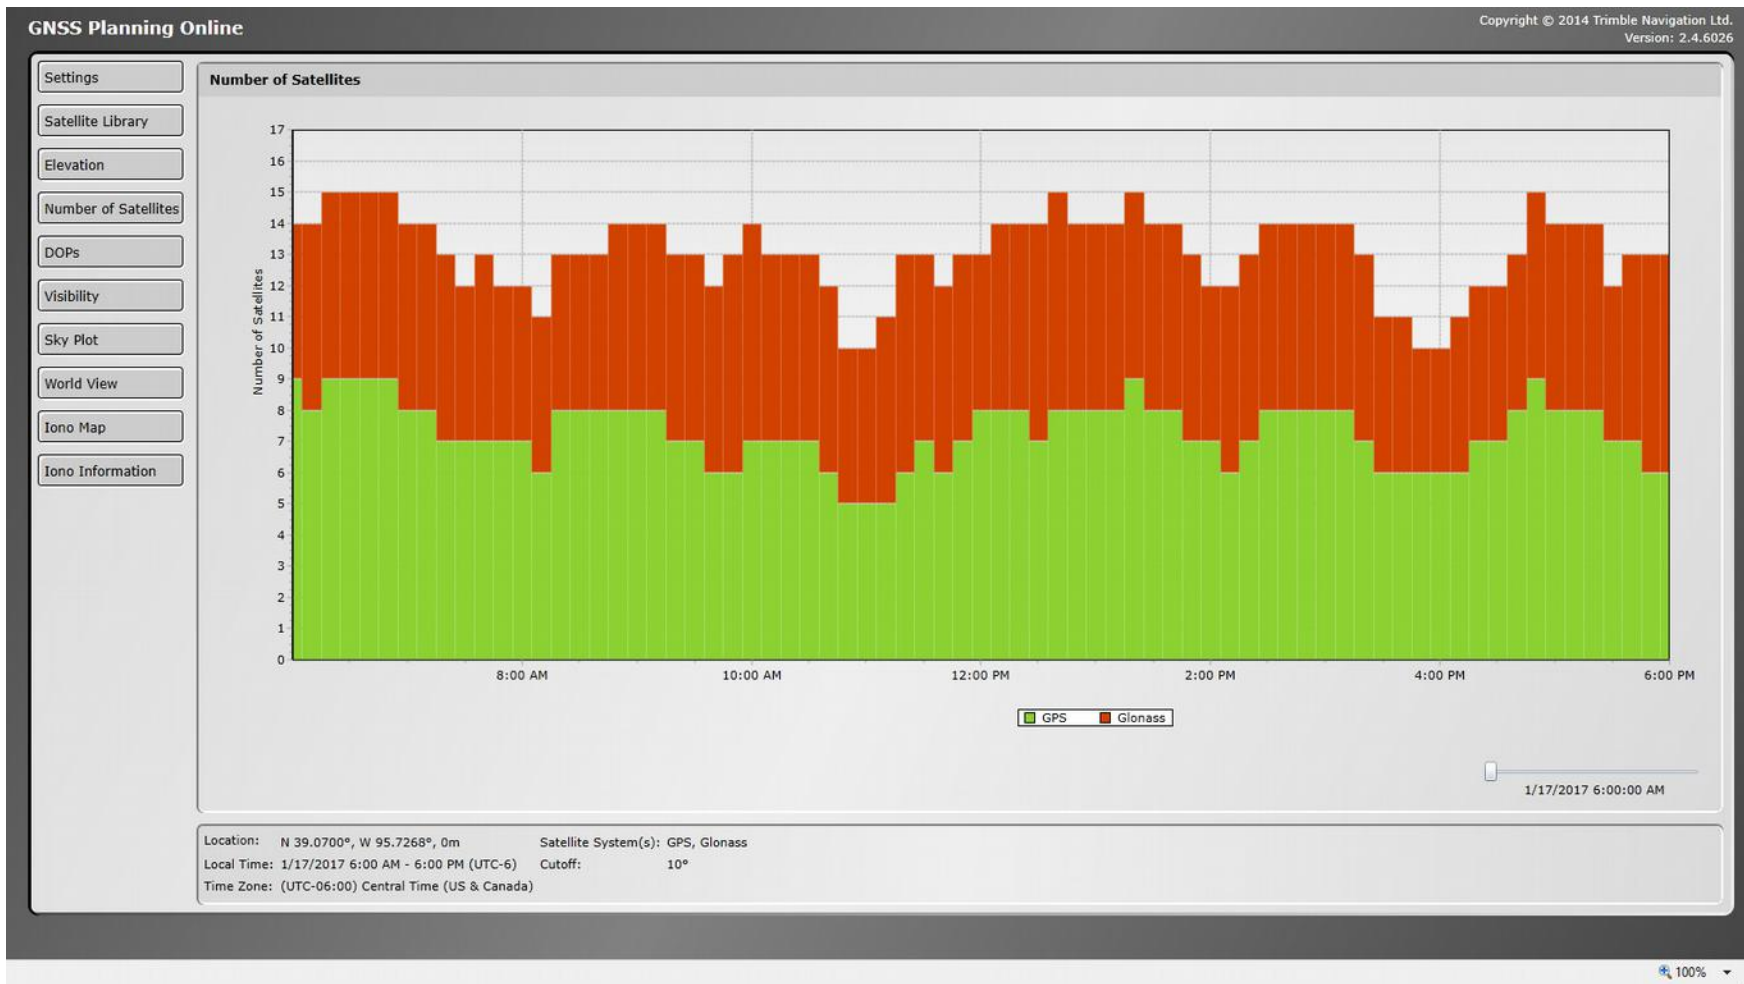 GNSS Planning Online
Copyright © 2014 Trimble Navigation Ltd.
Version: 2.4.6026
Settings
Satellite Library
Elevation
Number of Satellites
DOPs
Visibility
Sky Plot
World View
Iono Map
Iono Information
Number of Satellites
Number of Satellites
17
16
15
14
13
12
11
10
9
8
7
6
5
4
3
2
1
0
8:00 AM 10:00 AM 12:00 PM 2:00 PM 4:00 PM 6:00 PM
GPS Glonass
1/17/2017 6:00:00 AM
Location: N 39.0700°, W 95.7268°, 0m Satellite System(s): GPS, Glonass
Local Time: 1/17/2017 6:00 AM - 6:00 PM (UTC-6) Cutoff: 10°
Time Zone: (UTC-06:00) Central Time (US & Canada)
100%